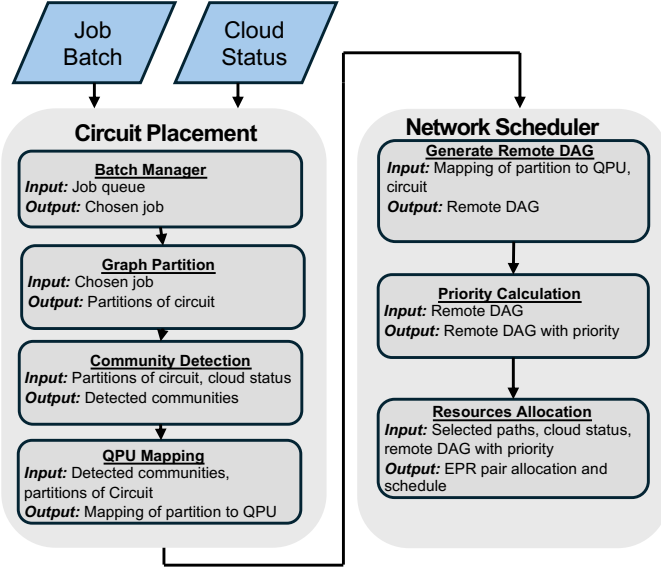 Job
Batch
Cloud
Status
Circuit Placement
Batch Manager
Input: Job queue
Output: Chosen job
Graph Partition
Input: Chosen job
Output: Partitions of circuit
Community Detection
Input: Partitions of circuit, cloud status
Output: Detected communities
QPU Mapping
Input: Detected communities,
partitions of Circuit
Output: Mapping of partition to QPU
Network Scheduler
Generate Remote DAG
Input: Mapping of partition to QPU,
circuit
Output: Remote DAG
Priority Calculation
Input: Remote DAG
Output: Remote DAG with priority
Resources Allocation
Input: Selected paths, cloud status,
remote DAG with priority
Output: EPR pair allocation and
schedule